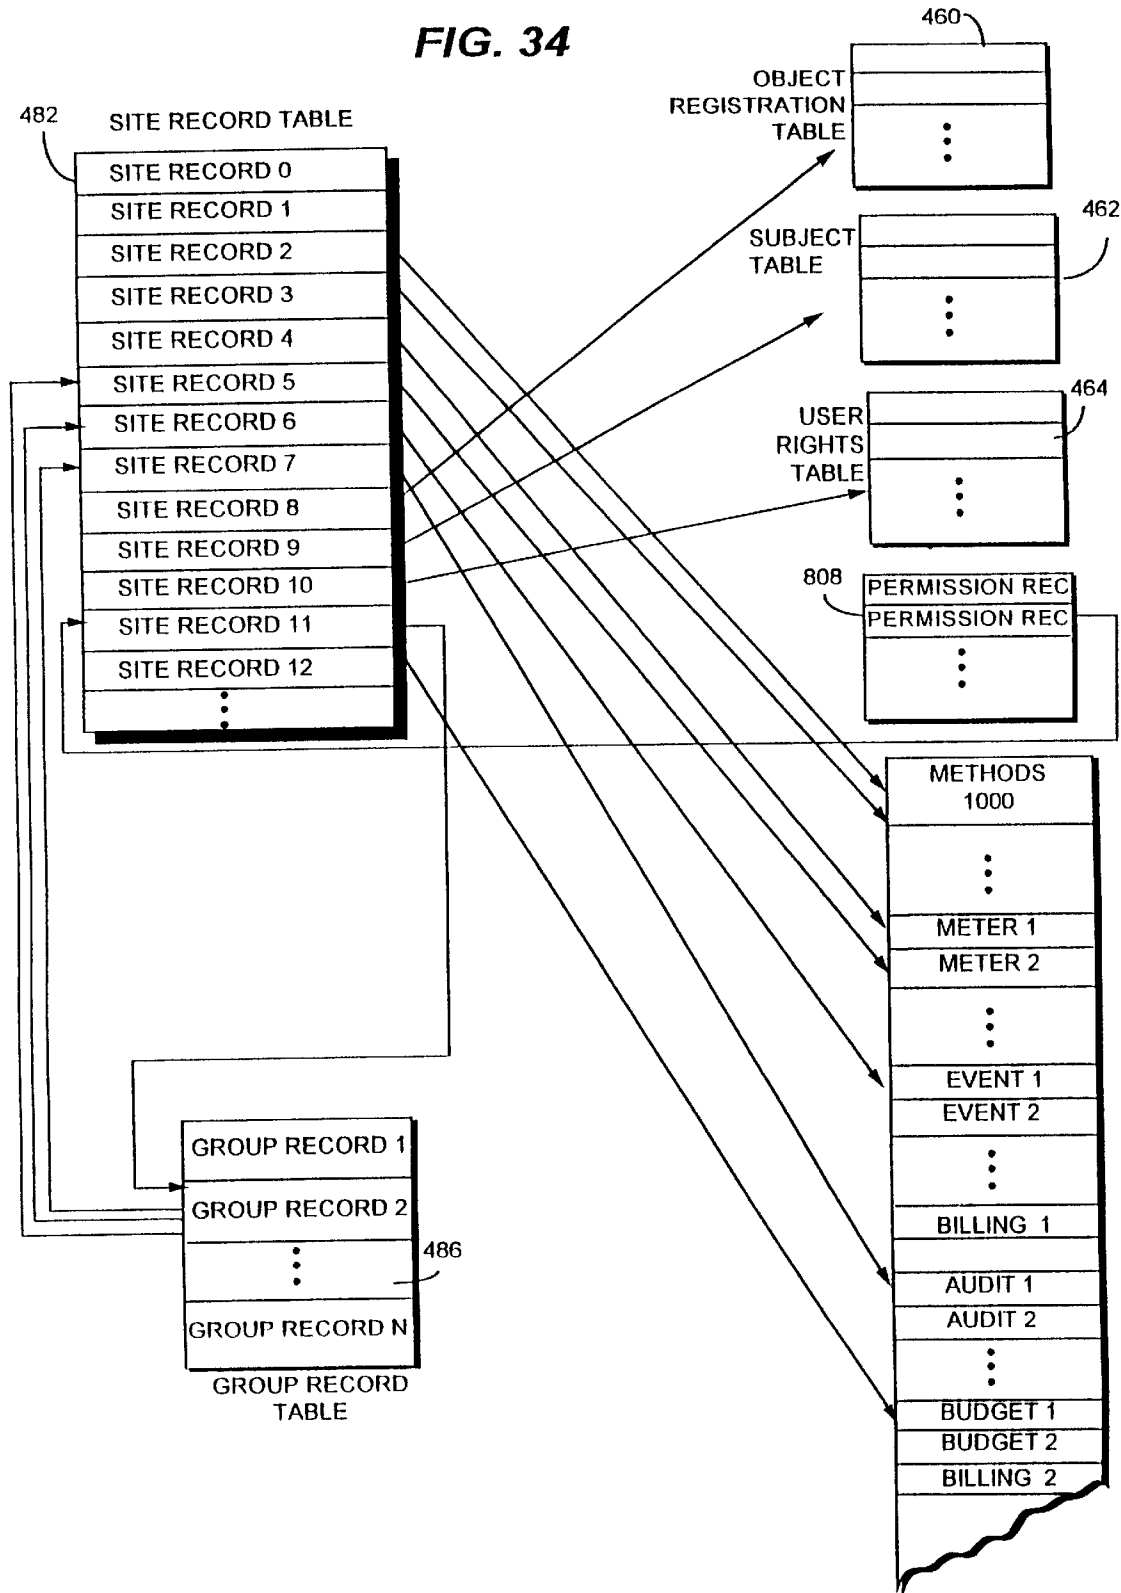 FIG. 34
482
SITE RECORD TABLE
SITE RECORD 0
SITE RECORD 1
SITE RECORD 2
SITE RECORD 3
SITE RECORD 4
SITE RECORD 5
SITE RECORD 6
SITE RECORD 7
SITE RECORD 8
SITE RECORD 9
SITE RECORD 10
SITE RECORD 11
SITE RECORD 12
460
OBJECT
REGISTRATION
TABLE
SUBJECT
TABLE
462
USER
RIGHTS
TABLE
464
808
PERMISSION REC
PERMISSION REC
METHODS
1000
METER 1
METER 2
EVENT 1
EVENT 2
BILLING 1
AUDIT 1
AUDIT 2
BUDGET 1
BUDGET 2
BILLING 2
GROUP RECORD 1
GROUP RECORD 2
486
GROUP RECORD N
GROUP RECORD
TABLE